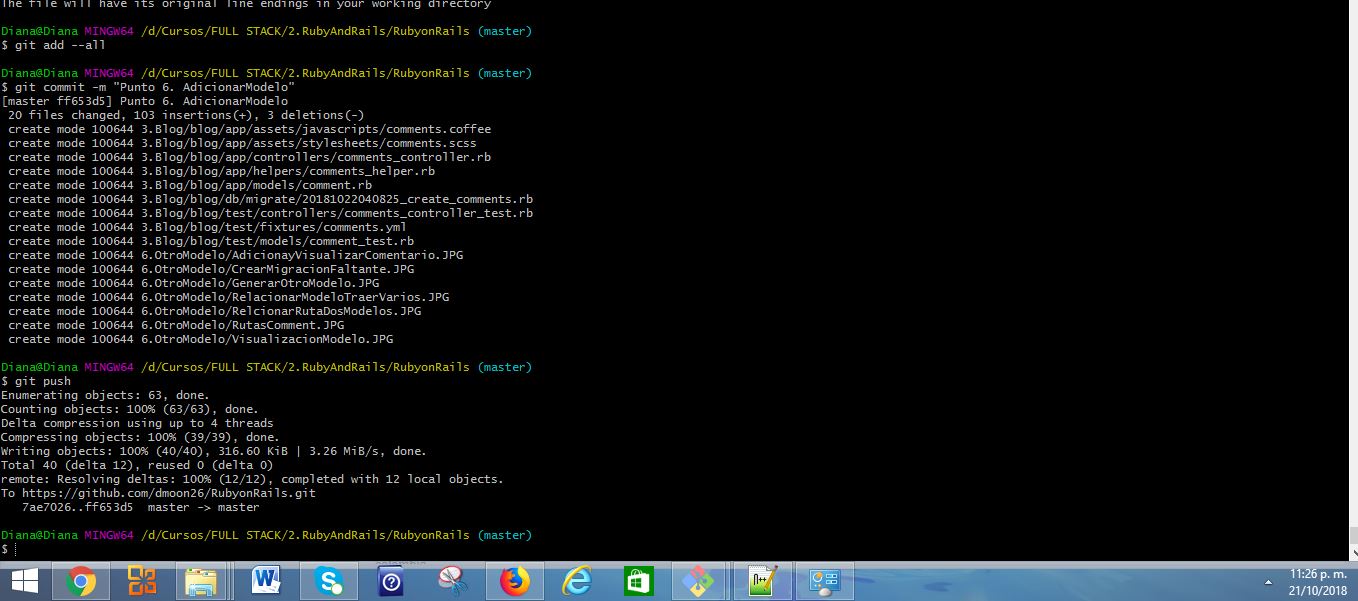 The file will have its original line endings in your working directory
Diana@Diana MINGW64 /d/Cursos/FULL STACK/2.RubyAndRails/RubyonRails (master)
$ git add --all
Diana@Diana MINGW64 /d/Cursos/FULL STACK/2.RubyAndRails/RubyonRails (master)
$ git commit -m "Punto 6. AdicionarModelo"
[master ff653d5] Punto 6. AdicionarModelo
20 files changed, 103 insertions(+), 3 deletions(-)
create mode 100644 3.Blog/blog/app/assets/javascripts/comments.coffee
create mode 100644 3.Blog/blog/app/assets/stylesheets/comments.scss
create mode 100644 3.Blog/blog/app/controllers/comments_controller.rb
create mode 100644 3.Blog/blog/app/helpers/comments_helper.rb
create mode 100644 3.Blog/blog/app/models/comment.rb
create mode 100644 3.Blog/blog/db/migrate/20181022040825_create_comments.rb
create mode 100644 3.Blog/blog/test/controllers/comments_controller_test.rb
create mode 100644 3.Blog/blog/test/fixtures/comments.yml
create mode 100644 3.Blog/blog/test/models/comment_test.rb
create mode 100644 6.OtroModelo/AdicionayVisualizarComentario.JPG
create mode 100644 6.OtroModelo/CrearMigracionFaltante.JPG
create mode 100644 6.OtroModelo/GenerarOtroModelo.JPG
create mode 100644 6.OtroModelo/RelacionarModeloTraerVarios.JPG
create mode 100644 6.OtroModelo/RelcionarRutaDosModelos.JPG
create mode 100644 6.OtroModelo/RutasComment.JPG
create mode 100644 6.OtroModelo/VisualizacionModelo.JPG
Diana@Diana MINGW64 /d/Cursos/FULL STACK/2.RubyAndRails/RubyonRails (master)
$ git push
Enumerating objects: 63, done.
Counting objects: 100% (63/63), done.
Delta compression using up to 4 threads
Compressing objects: 100% (39/39), done.
Writing objects: 100% (40/40), 316.60 KiB | 3.26 MiB/s, done.
Total 40 (delta 12), reused 0 (delta 0)
remote: Resolving deltas: 100% (12/12), completed with 12 local objects.
To https://github.com/dmoon26/RubyonRails.git
7ae7026..ff653d5  master -> master
Diana@Diana MINGW64 /d/Cursos/FULL STACK/2.RubyAndRails/RubyonRails (master)
$
11:26 p. m.
21/10/2018